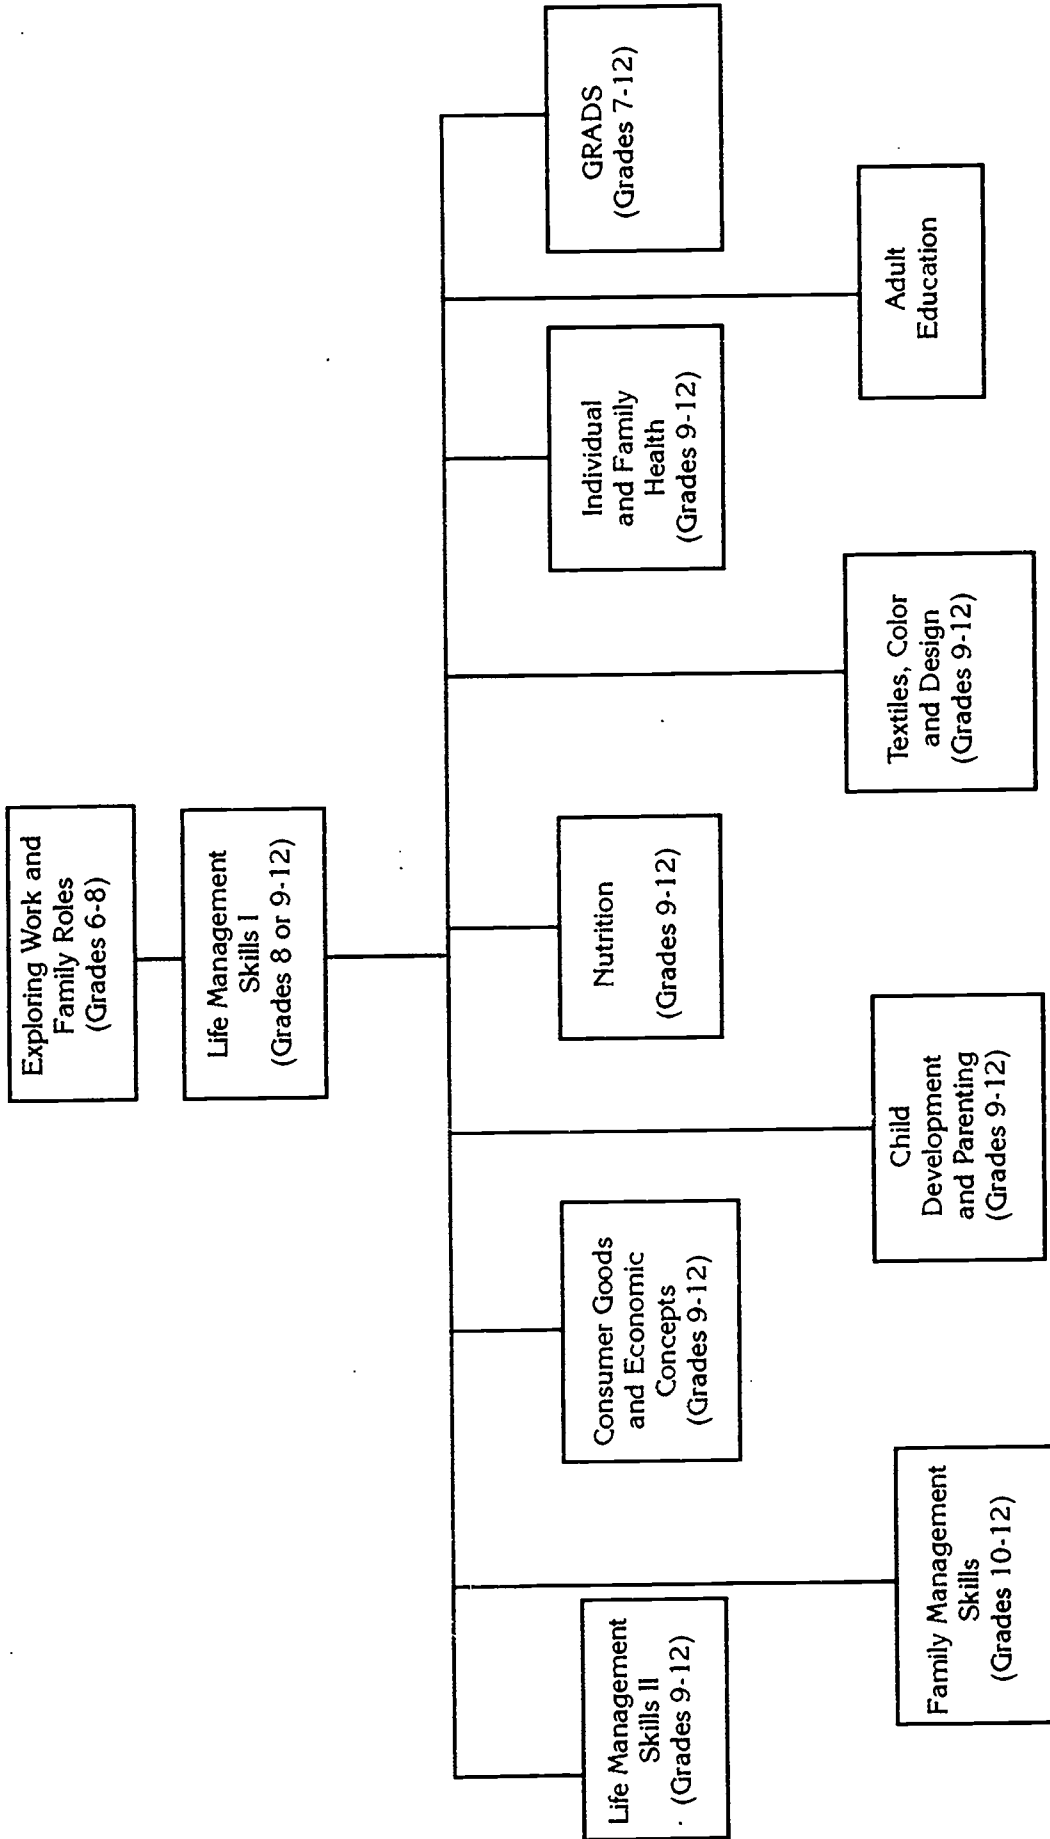 Exploring Work and
Family Roles
(Grades 6-8)
Life Management
Skills I
(Grades 8 or 9-12)
Life Management
Skills II
(Grades 9-12)
Consumer Goods
and Economic
Concepts
(Grades 9-12)
Nutrition
(Grades 9-12)
Individual
and Family
Health
(Grades 9-12)
GRADS
(Grades 7-12)
Family Management
Skills
(Grades 10-12)
Child
Development
and Parenting
(Grades 9-12)
Textiles, Color
and Design
(Grades 9-12)
Adult
Education